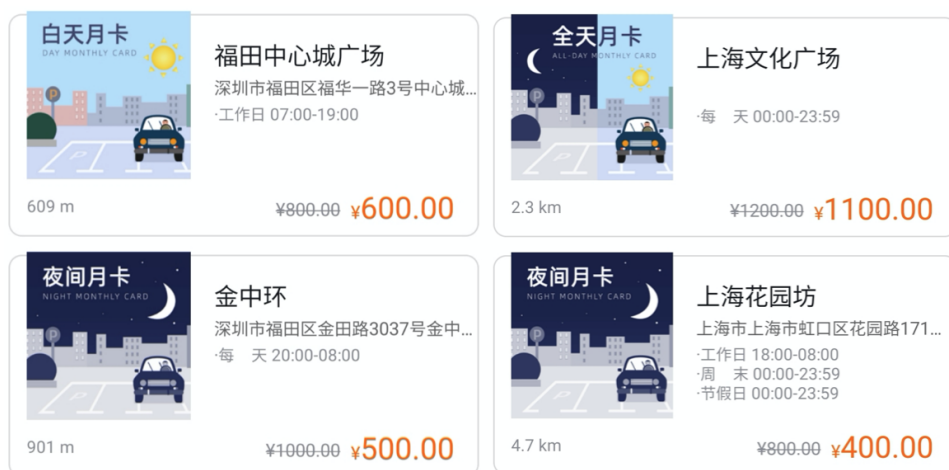 白天月卡
DAY MONTHLY CARD
P
P
福田中心城广场
深圳市福田区福华一路3号中心城...
·工作日 07:00-19:00
609 m
¥800.00 ¥600.00
全天月卡
ALL-DAY MONTHLY CARD
P
P
上海文化广场
·每 天 00:00-23:59
2.3 km
¥1200.00 ¥1100.00
夜间月卡
NIGHT MONTHLY CARD
P
P
金中环
深圳市福田区金田路3037号金中...
·每 天 20:00-08:00
901 m
¥1000.00 ¥500.00
夜间月卡
NIGHT MONTHLY CARD
P
P
上海花园坊
上海市上海市虹口区花园路171...
·工作日 18:00-08:00
·周 末 00:00-23:59
·节假日 00:00-23:59
4.7 km
¥800.00 ¥400.00